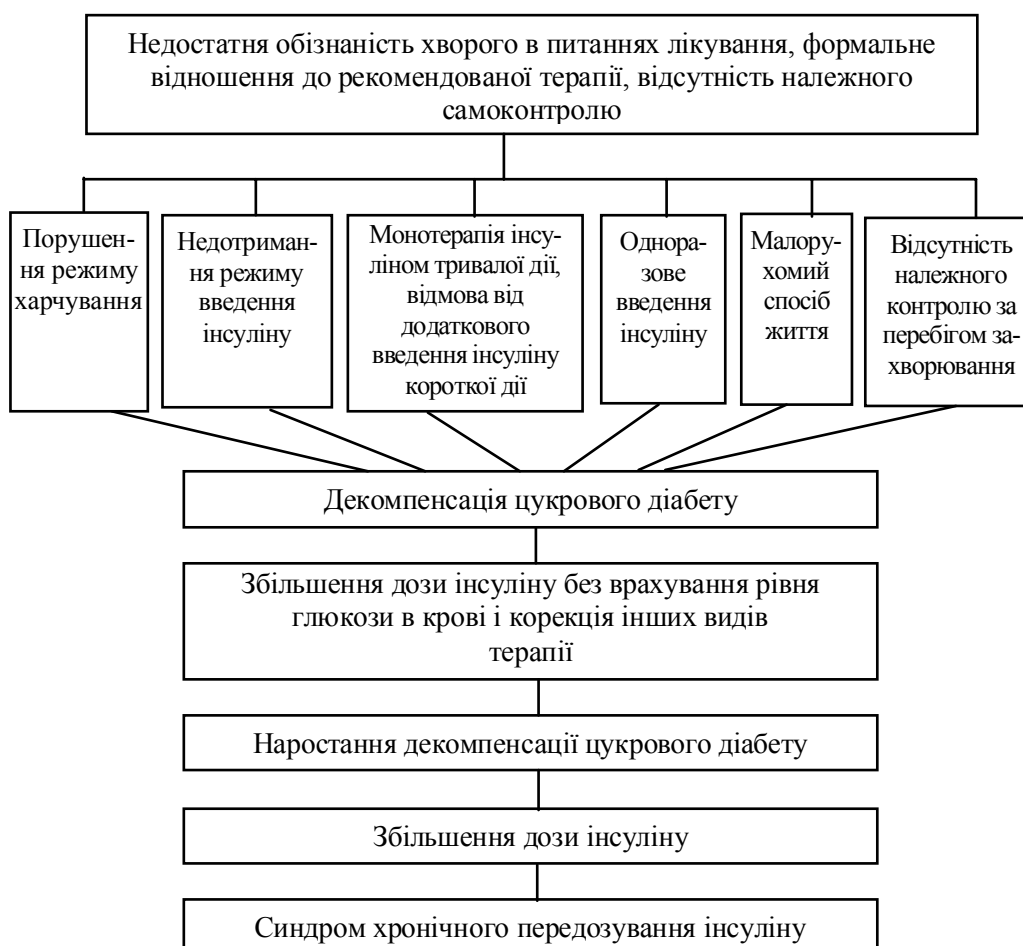 Недостатня обізнаність хворого в питаннях лікування, формальне
відношення до рекомендованої терапії, відсутність належного
самоконтролю
Порушен-
ня режиму
харчування
Недотриман-
ня режиму
введення
інсуліну
Монотерапія інсу-
ліном тривалої дії,
відмова від
додаткового
введення інсуліну
короткої дії
Однора-
зове
введення
інсуліну
Малору-
хомий
спосіб
життя
Відсутність
належного
контролю за
перебігом за-
хворювання
Декомпенсація цукрового діабету
Збільшення дози інсуліну без врахування рівня
глюкози в крові і корекція інших видів
терапії
Наростання декомпенсації цукрового діабету
Збільшення дози інсуліну
Синдром хронічного передозування інсуліну